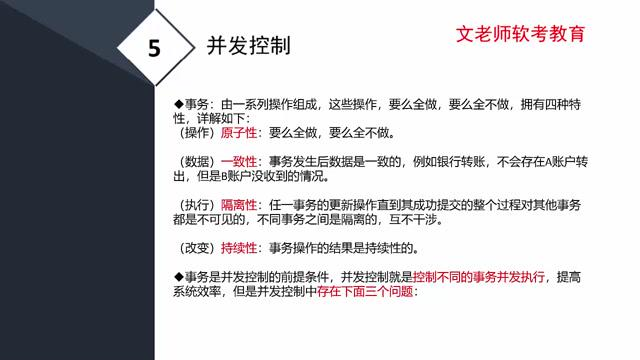 文老师软考教育
5
并发控制
◆事务：由一系列操作组成，这些操作，要么全做，要么全不做，拥有四种特
性，详解如下：
（操作）原子性：要么全做，要么全不做。
（数据）一致性：事务发生后数据是一致的，例如银行转账，不会存在A账户转
出，但是B账户没收到的情况。
（执行）隔离性：任一事务的更新操作直到其成功提交的整个过程对其他事务
都是不可见的，不同事务之间是隔离的，互不干涉。
（改变）持续性：事务操作的结果是持续性的。
◆事务是并发控制的前提条件，并发控制就是控制不同的事务并发执行，提高
系统效率，但是并发控制中存在下面三个问题：